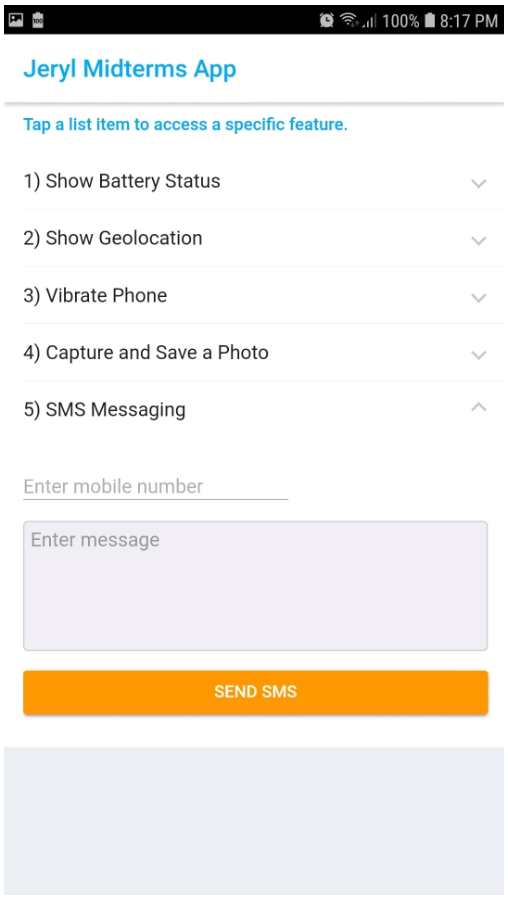 100 100% 8:17 PM
Jeryl Midterms App
Tap a list item to access a specific feature.
1) Show Battery Status
2) Show Geolocation
3) Vibrate Phone
4) Capture and Save a Photo
5) SMS Messaging
Enter mobile number
Enter message
SEND SMS